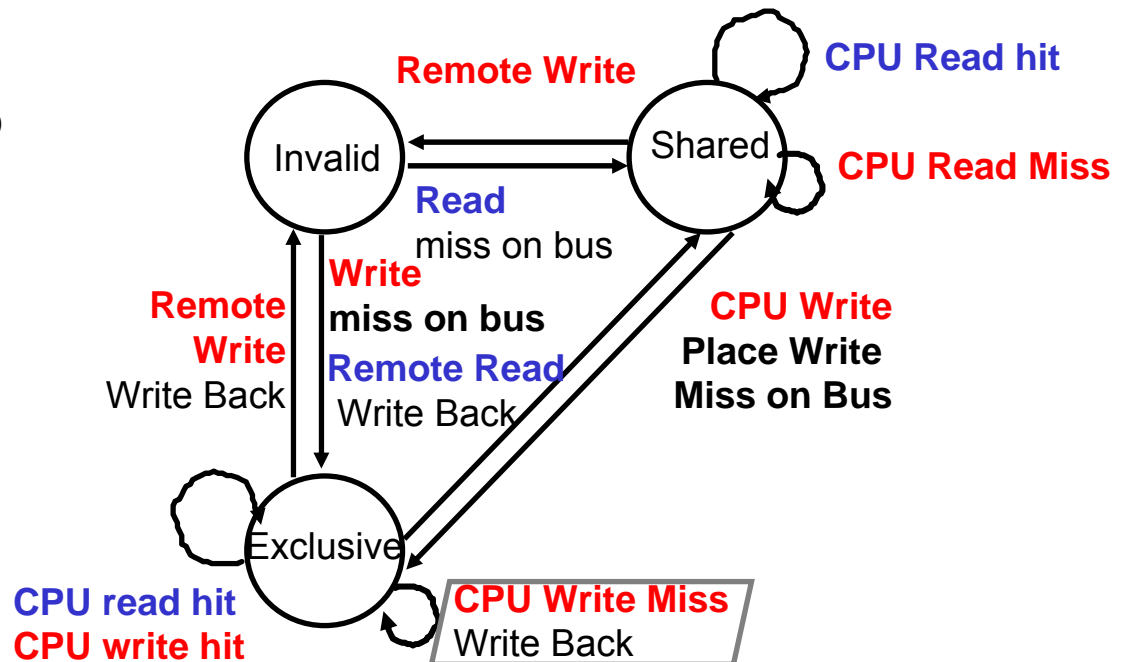 Remote Write
CPU Read hit
Invalid
Shared
CPU Read Miss
Read
miss on bus
Write
miss on bus
Remote
Write
Write Back
Remote Read
Write Back
CPU Write
Place Write
Miss on Bus
Exclusive
CPU read hit
CPU write hit
CPU Write Miss
Write Back